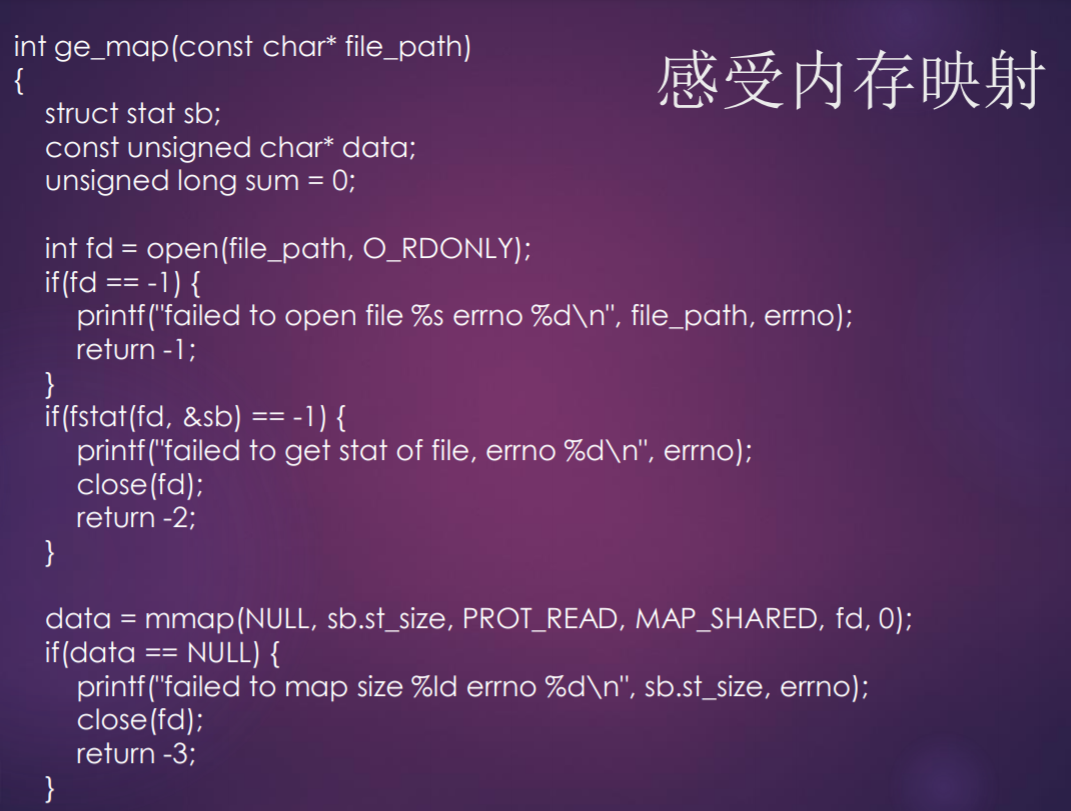 感受内存映射
int ge_map(const char* file_path)
{
struct stat sb;
const unsigned char* data;
unsigned long sum = 0;
int fd = open(file_path, O_RDONLY);
if(fd == -1) {
printf("failed to open file %s errno %d\n", file_path, errno);
return -1;
}
if(fstat(fd, &sb) == -1) {
printf("failed to get stat of file, errno %d\n", errno);
close(fd);
return -2;
}
data = mmap(NULL, sb.st_size, PROT_READ, MAP_SHARED, fd, 0);
if(data == NULL) {
printf("failed to map size %ld errno %d\n", sb.st_size, errno);
close(fd);
return -3;
}